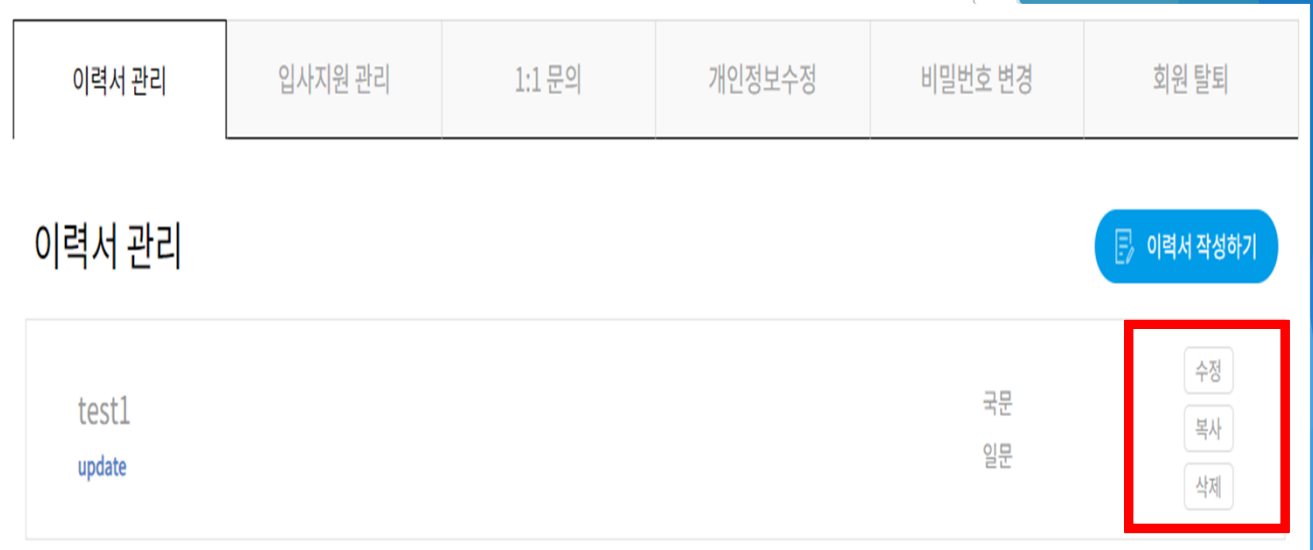 이력서 관리 입사지원 관리 1:1 문의 개인정보수정 비밀번호 변경 회원 탈퇴
이력서 관리
이력서 작성하기
test1
update
국문
일문
수정
복사
삭제